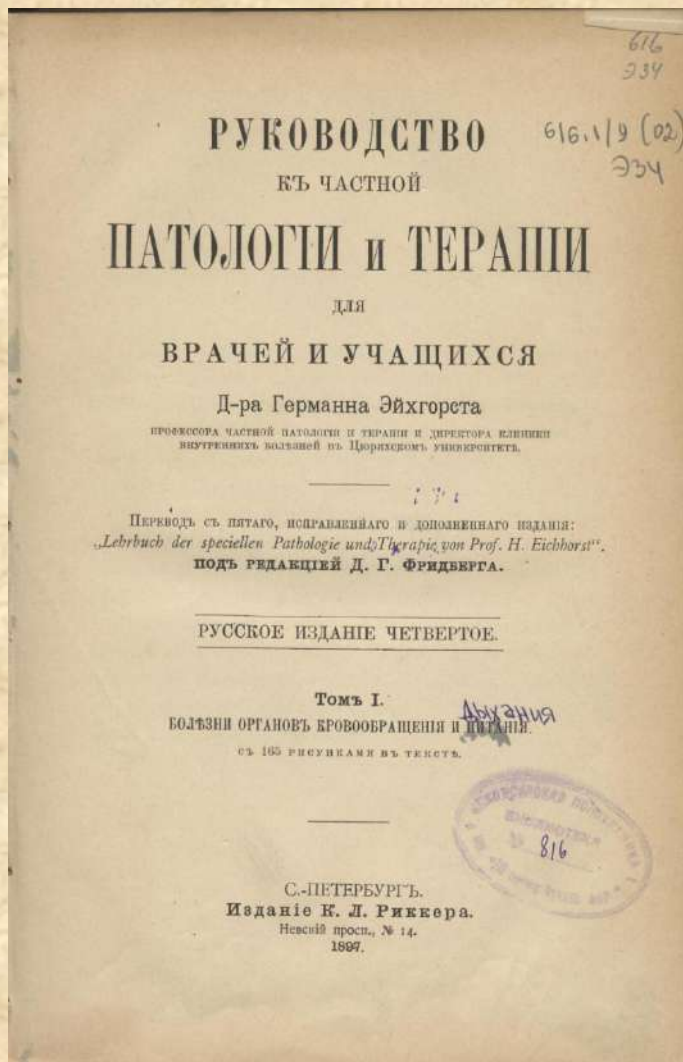 616
Э34
616.1/9 (02)
Э34
РУКОВОДСТВО
КЪ ЧАСТНОЙ
ПАТОЛОГІИ и ТЕРАПІИ
ДЛЯ
ВРАЧЕЙ И УЧАЩИХСЯ
Д-ра Германна Эйхгорста
ПРОФЕССОРА ЧАСТНОЙ ПАТОЛОГІИ И ТЕРАПІИ И ДИРЕКТОРА КЛИНИКИ
ВНУТРЕННИХЪ БОЛѢЗНЕЙ ВЪ ЦЮРИХСКОМЪ УНИВЕРСИТЕТѢ.
Переводъ съ пятаго, исправленнаго и дополненнаго изданія:
„Lehrbuch der speciellen Pathologie und Therapie von Prof. H. Eichhorst“.
ПОДЪ РЕДАКЦІЕЙ Д. Г. ФРИДБЕРГА.
РУССКОЕ ИЗДАНІЕ ЧЕТВЕРТОЕ.
Томъ I.
дыхания
БОЛѢЗНИ ОРГАНОВЪ КРОВООБРАЩЕНІЯ И ПИТАНІЯ.
СЪ 165 РИСУНКАМИ ВЪ ТЕКСТѢ.
БИБЛИОТЕКА
816
С.-ПЕТЕРБУРГЪ.
Изданіе К. Л. Риккера.
Невскій просп., № 14.
1897.